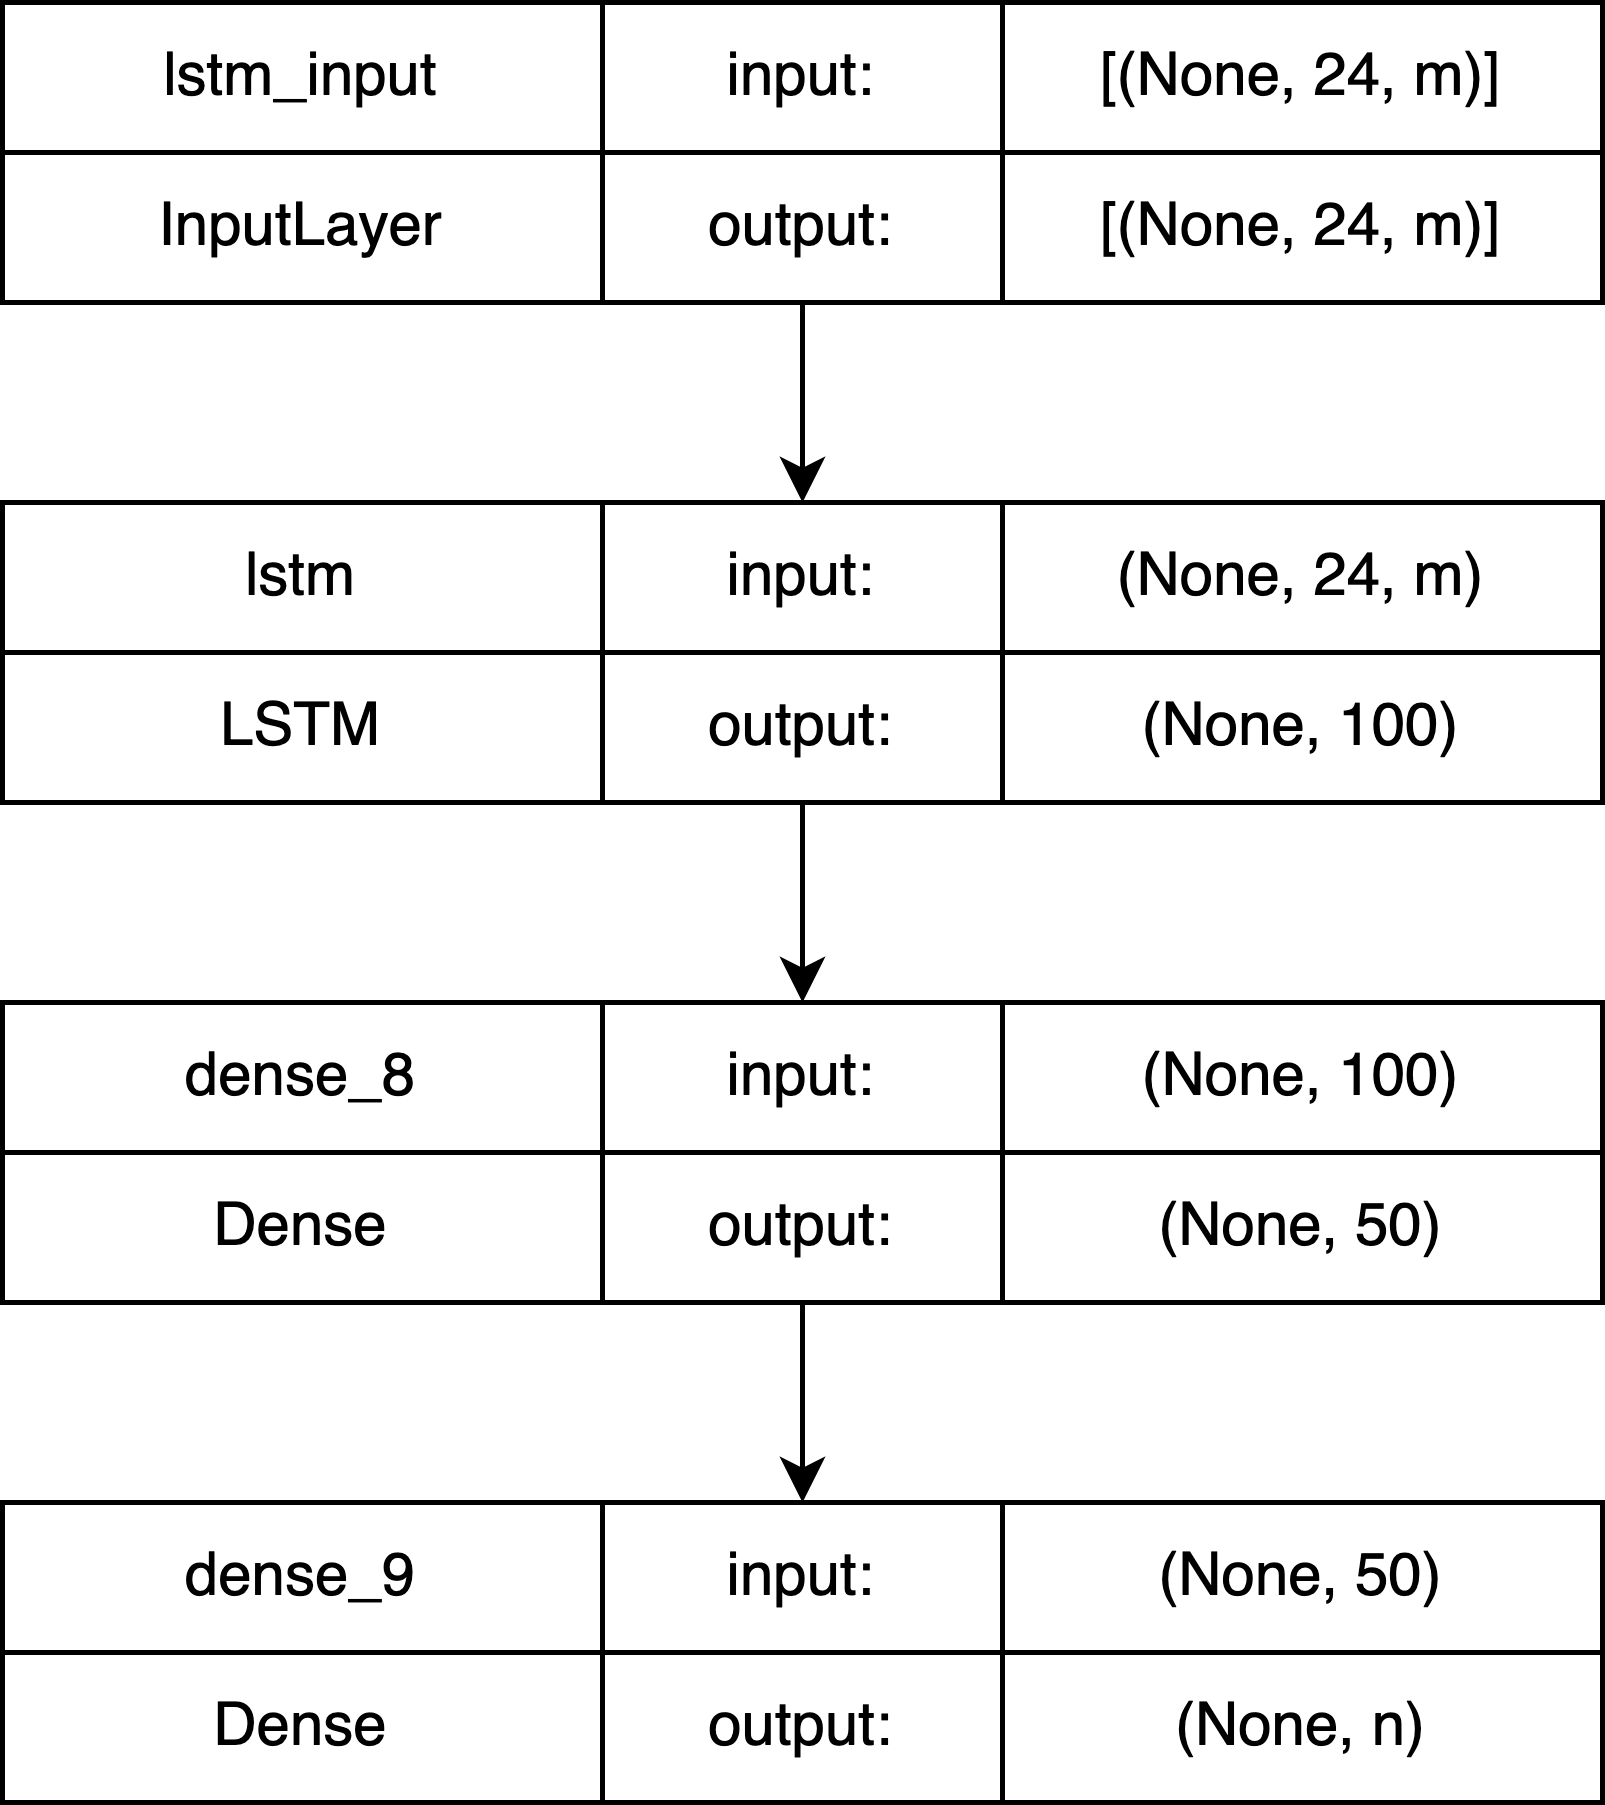 lstm_input input: [(None, 24, m)]
InputLayer output: [(None, 24, m)]
lstm input: (None, 24, m)
LSTM output: (None, 100)
dense_8 input: (None, 100)
Dense output: (None, 50)
dense_9 input: (None, 50)
Dense output: (None, n)